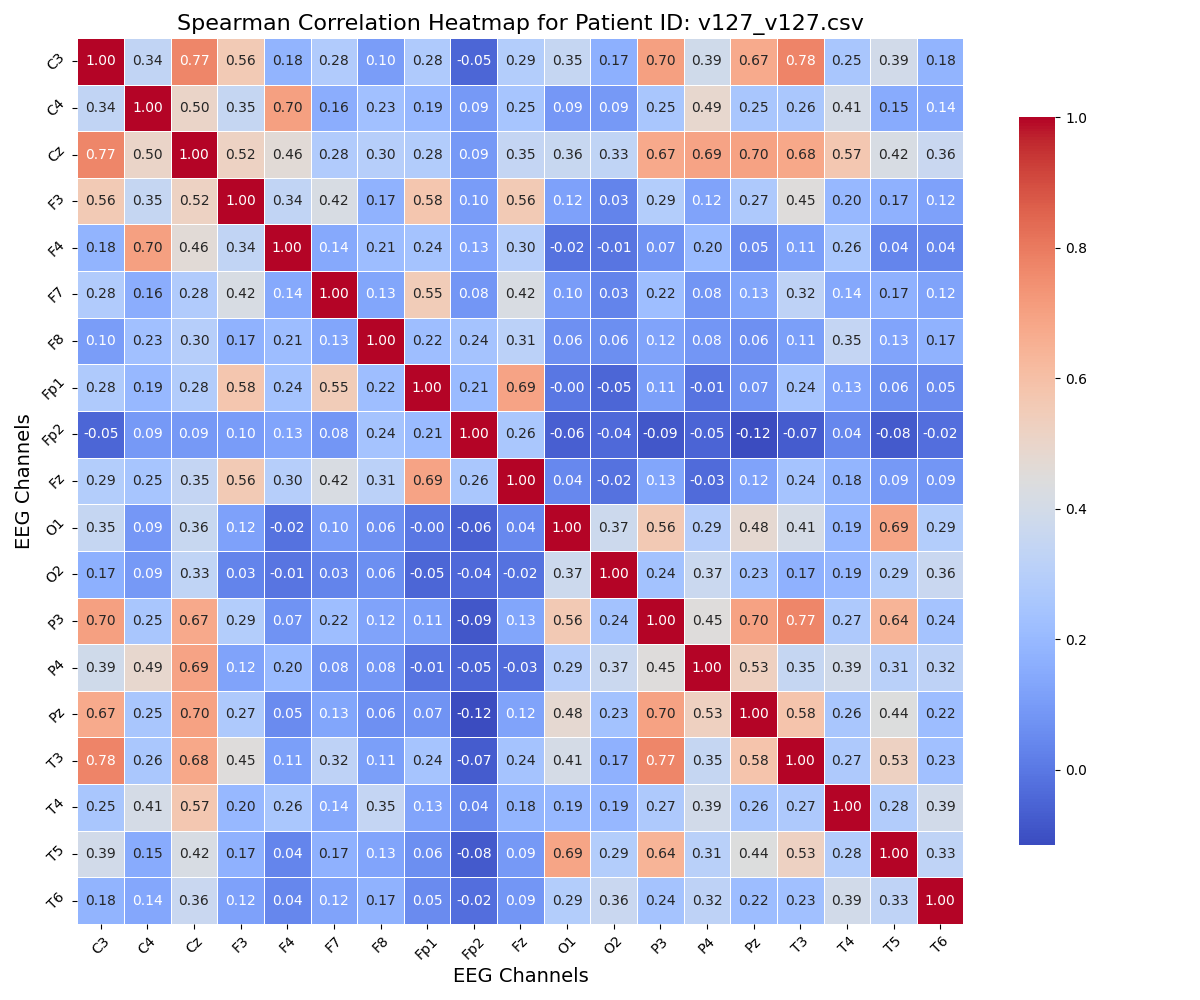 Spearman Correlation Heatmap for Patient ID: v127_v127.csv
C3 1.00 0.34 0.77 0.56 0.18 0.28 0.10 0.28 -0.05 0.29 0.35 0.17 0.70 0.39 0.67 0.78 0.25 0.39 0.18
C4 0.34 1.00 0.50 0.35 0.70 0.16 0.23 0.19 0.09 0.25 0.09 0.09 0.25 0.49 0.25 0.26 0.41 0.15 0.14
Cz 0.77 0.50 1.00 0.52 0.46 0.28 0.30 0.28 0.09 0.35 0.36 0.33 0.67 0.69 0.70 0.68 0.57 0.42 0.36
F3 0.56 0.35 0.52 1.00 0.34 0.42 0.17 0.58 0.10 0.56 0.12 0.03 0.29 0.12 0.27 0.45 0.20 0.17 0.12
F4 0.18 0.70 0.46 0.34 1.00 0.14 0.21 0.24 0.13 0.30 -0.02 -0.01 0.07 0.20 0.05 0.11 0.26 0.04 0.04
F7 0.28 0.16 0.28 0.42 0.14 1.00 0.13 0.55 0.08 0.42 0.10 0.03 0.22 0.08 0.13 0.32 0.14 0.17 0.12
F8 0.10 0.23 0.30 0.17 0.21 0.13 1.00 0.22 0.24 0.31 0.06 0.06 0.12 0.08 0.06 0.11 0.35 0.13 0.17
Fp1 0.28 0.19 0.28 0.58 0.24 0.55 0.22 1.00 0.21 0.69 -0.00 -0.05 0.11 -0.01 0.07 0.24 0.13 0.06 0.05
Fp2 -0.05 0.09 0.09 0.10 0.13 0.08 0.24 0.21 1.00 0.26 -0.06 -0.04 -0.09 -0.05 -0.12 -0.07 0.04 -0.08 -0.02
Fz 0.29 0.25 0.35 0.56 0.30 0.42 0.31 0.69 0.26 1.00 0.04 -0.02 0.13 -0.03 0.12 0.24 0.18 0.09 0.09
O1 0.35 0.09 0.36 0.12 -0.02 0.10 0.06 -0.00 -0.06 0.04 1.00 0.37 0.56 0.29 0.48 0.41 0.19 0.69 0.29
O2 0.17 0.09 0.33 0.03 -0.01 0.03 0.06 -0.05 -0.04 -0.02 0.37 1.00 0.24 0.37 0.23 0.17 0.19 0.29 0.36
P3 0.70 0.25 0.67 0.29 0.07 0.22 0.12 0.11 -0.09 0.13 0.56 0.24 1.00 0.45 0.70 0.77 0.27 0.64 0.24
P4 0.39 0.49 0.69 0.12 0.20 0.08 0.08 -0.01 -0.05 -0.03 0.29 0.37 0.45 1.00 0.53 0.35 0.39 0.31 0.32
Pz 0.67 0.25 0.70 0.27 0.05 0.13 0.06 0.07 -0.12 0.12 0.48 0.23 0.70 0.53 1.00 0.58 0.26 0.44 0.22
T3 0.78 0.26 0.68 0.45 0.11 0.32 0.11 0.24 -0.07 0.24 0.41 0.17 0.77 0.35 0.58 1.00 0.27 0.53 0.23
T4 0.25 0.41 0.57 0.20 0.26 0.14 0.35 0.13 0.04 0.18 0.19 0.19 0.27 0.39 0.26 0.27 1.00 0.28 0.39
T5 0.39 0.15 0.42 0.17 0.04 0.17 0.13 0.06 -0.08 0.09 0.69 0.29 0.64 0.31 0.44 0.53 0.28 1.00 0.33
T6 0.18 0.14 0.36 0.12 0.04 0.12 0.17 0.05 -0.02 0.09 0.29 0.36 0.24 0.32 0.22 0.23 0.39 0.33 1.00
C3 C4 Cz F3 F4 F7 F8 Fp1 Fp2 Fz O1 O2 P3 P4 Pz T3 T4 T5 T6
EEG Channels
EEG Channels
1.0
0.8
0.6
0.4
0.2
0.0